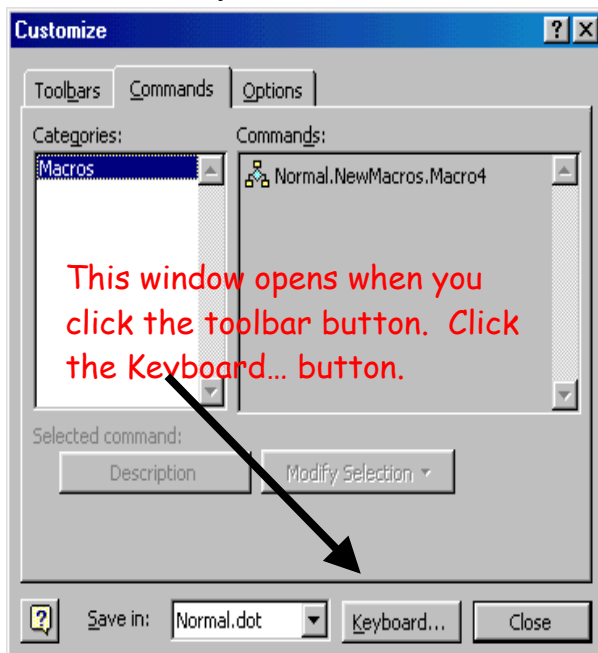 Customize
Toolbars Commands Options
Categories: Commands:
Macros Normal.NewMacros.Macro4
This window opens when you
click the toolbar button. Click
the Keyboard... button.
Selected command:
Description Modify Selection
Save in: Normal.dot Keyboard... Close